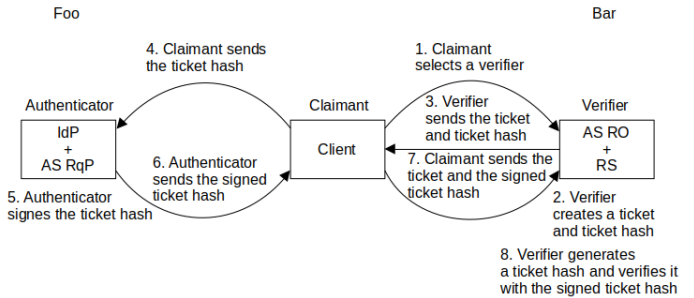 Foo
Bar
4. Claimant sends
the ticket hash
1. Claimant
selects a verifier
Authenticator
Claimant
3. Verifier
sends the ticket
and ticket hash
Verifier
IdP
+
AS RqP
Client
AS RO
+
RS
6. Authenticator
sends the signed
ticket hash
7. Claimant sends the
ticket and the signed
ticket hash
5. Authenticator
signes the ticket hash
2. Verifier
creates a ticket
and ticket hash
8. Verifier generates
a ticket hash and verifies it
with the signed ticket hash